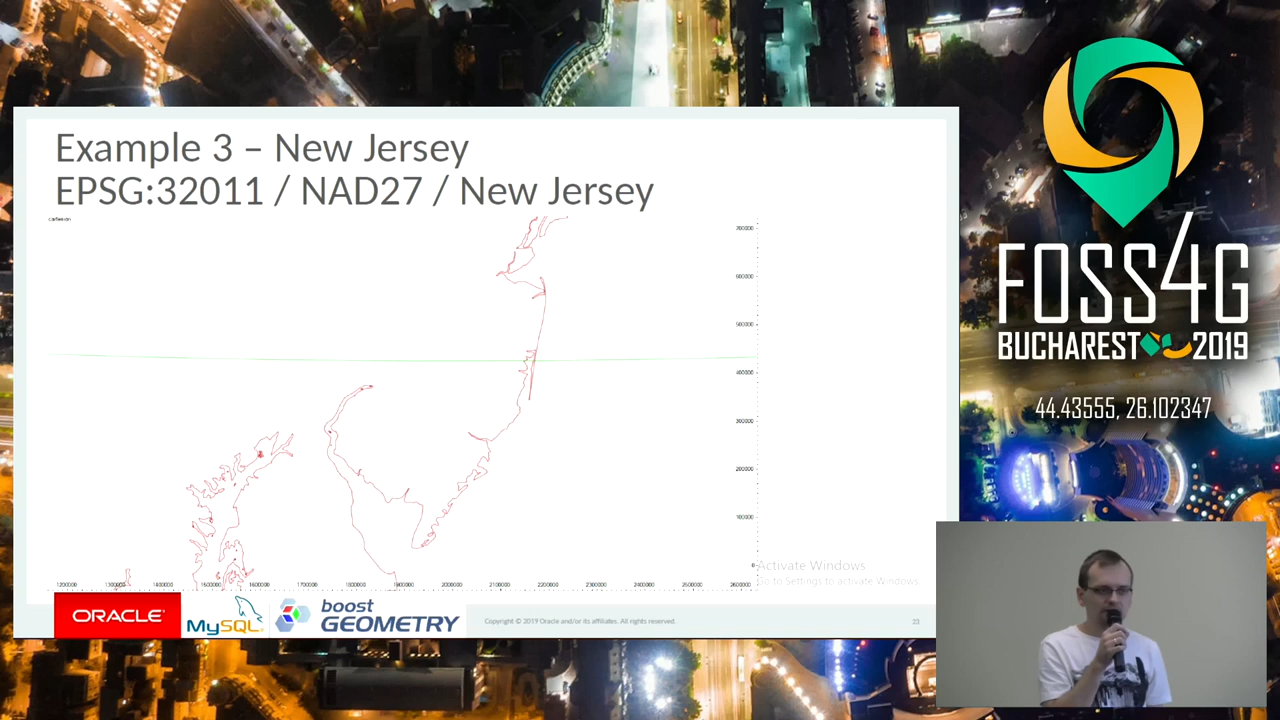 Example 3 – New Jersey
EPSG:32011 / NAD27 / New Jersey
cartesian
700000
600000
500000
400000
300000
200000
100000
0
1200000 1300000 1400000 1500000 1600000 1700000 1800000 1900000 2000000 2100000 2200000 2300000 2400000 2500000 2600000
Activate Windows
Go to Settings to activate Windows.
ORACLE
MySQL
boost
GEOMETRY
Copyright © 2019 Oracle and/or its affiliates. All rights reserved.
22
FOSS4G
BUCHAREST 2019
44.43555, 26.102347